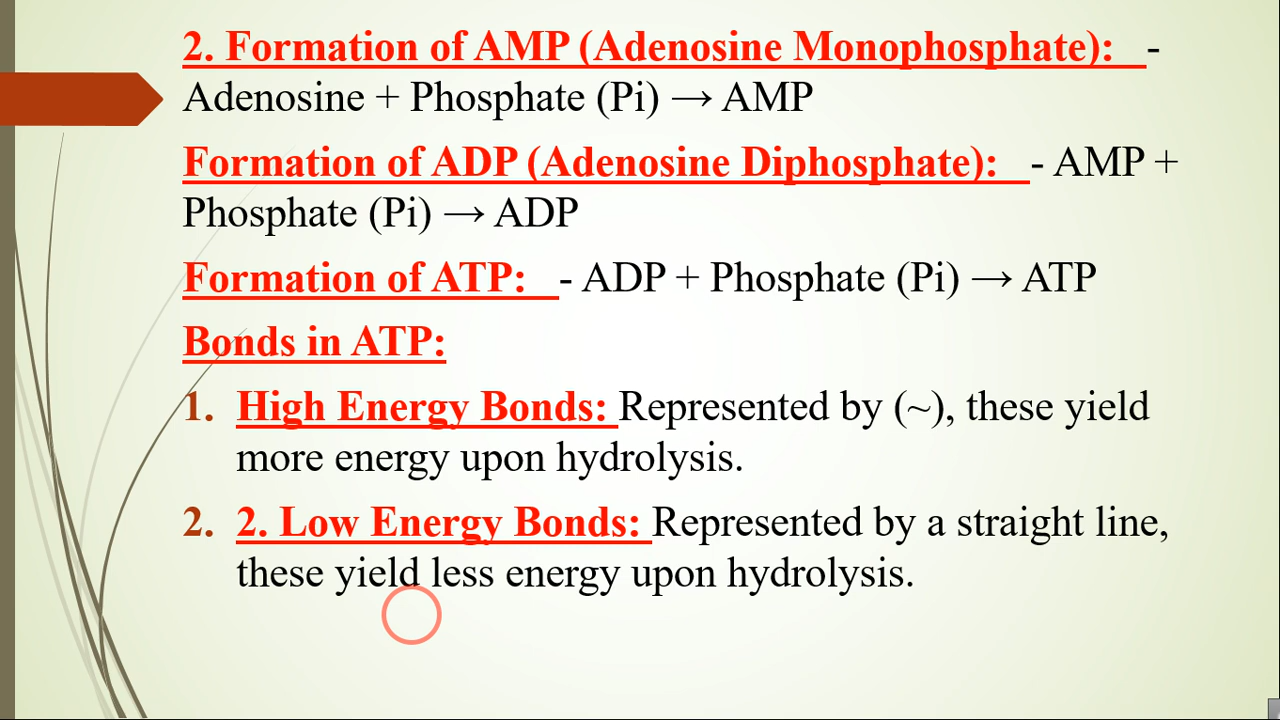 2. Formation of AMP (Adenosine Monophosphate): -
Adenosine + Phosphate (Pi) → AMP
Formation of ADP (Adenosine Diphosphate): - AMP +
Phosphate (Pi) → ADP
Formation of ATP: - ADP + Phosphate (Pi) → ATP
Bonds in ATP:
1. High Energy Bonds: Represented by (~), these yield
more energy upon hydrolysis.
2. 2. Low Energy Bonds: Represented by a straight line,
these yield less energy upon hydrolysis.